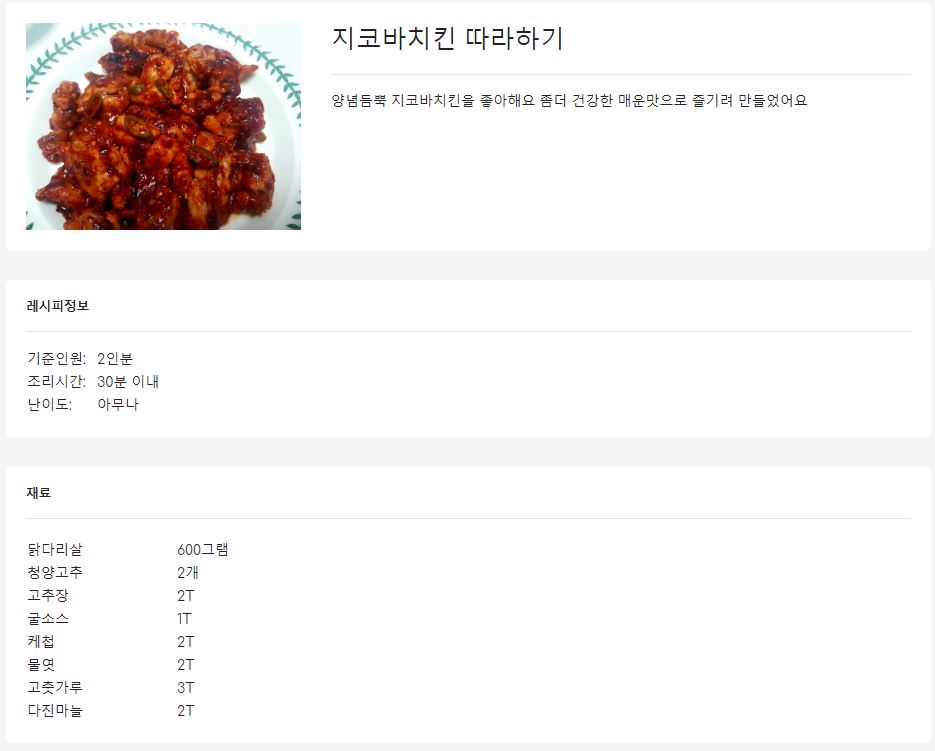 지코바치킨 따라하기
양념듬뿍 지코바치킨을 좋아해요 좀더 건강한 매운맛으로 즐기려 만들었어요
레시피정보
기준인원: 2인분
조리시간: 30분 이내
난이도: 아무나
재료
닭다리살 600그램
청양고추 2개
고추장 2T
굴소스 1T
케첩 2T
물엿 2T
고춧가루 3T
다진마늘 2T